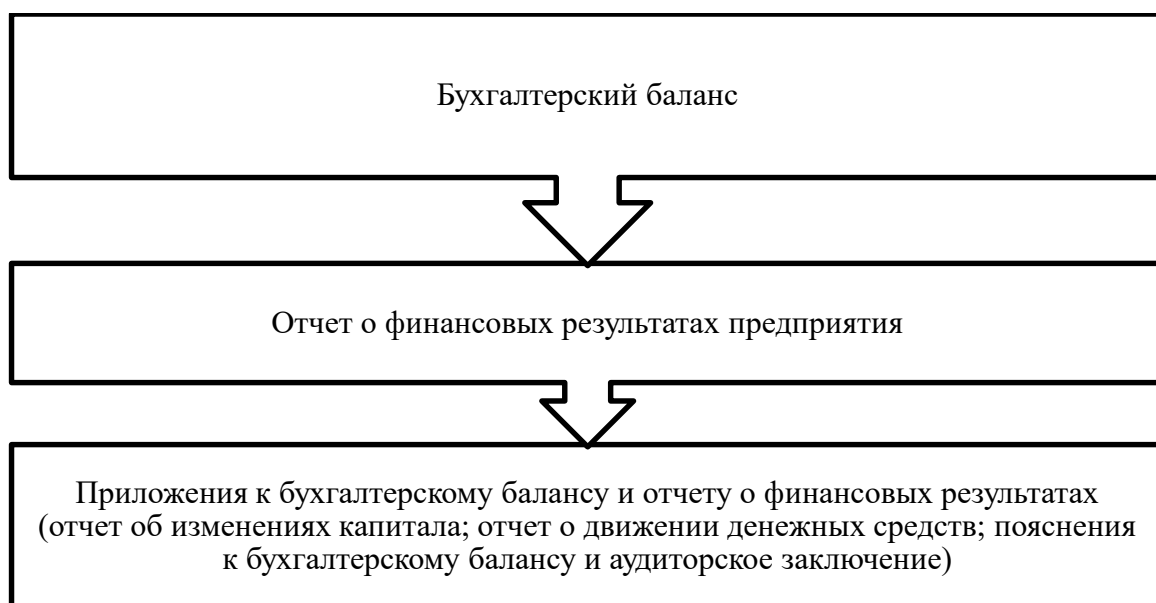 Бухгалтерский баланс
Отчет о финансовых результатах предприятия
Приложения к бухгалтерскому балансу и отчету о финансовых результатах
(отчет об изменениях капитала; отчет о движении денежных средств; пояснения
к бухгалтерскому балансу и аудиторское заключение)